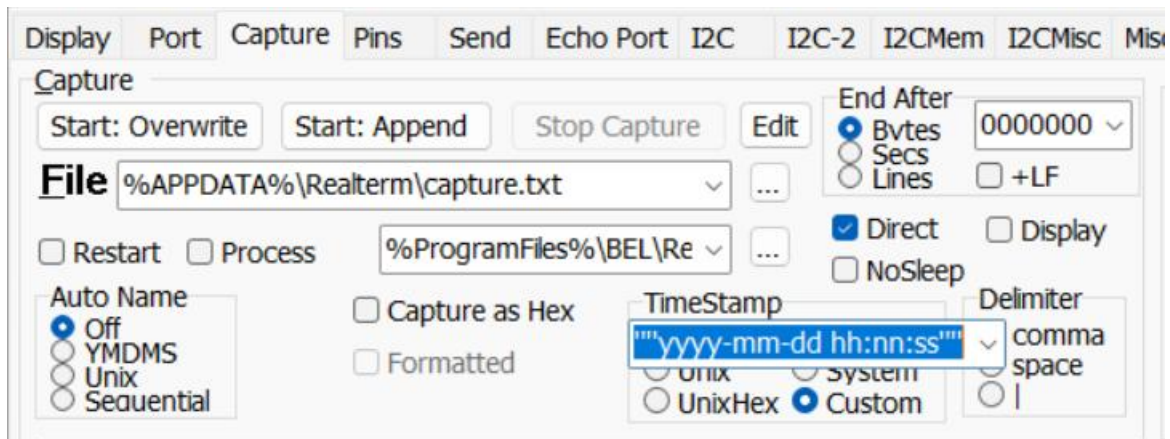 Display Port Capture Pins Send Echo Port I2C I2C-2 I2CMem I2CMisc Misc
Capture
Start: Overwrite Start: Append Stop Capture Edit
End After
Bytes 0000000
Secs
Lines +LF
File %APPDATA%\Realterm\capture.txt ...
Restart Process %ProgramFiles%\BEL\Re ...
Direct Display
NoSleep
Auto Name
Off
YMDMS
Unix
Sequential
Capture as Hex
Formatted
TimeStamp
""yyyy-mm-dd hh:nn:ss""
Unix System
UnixHex Custom
Delimiter
comma
space
|